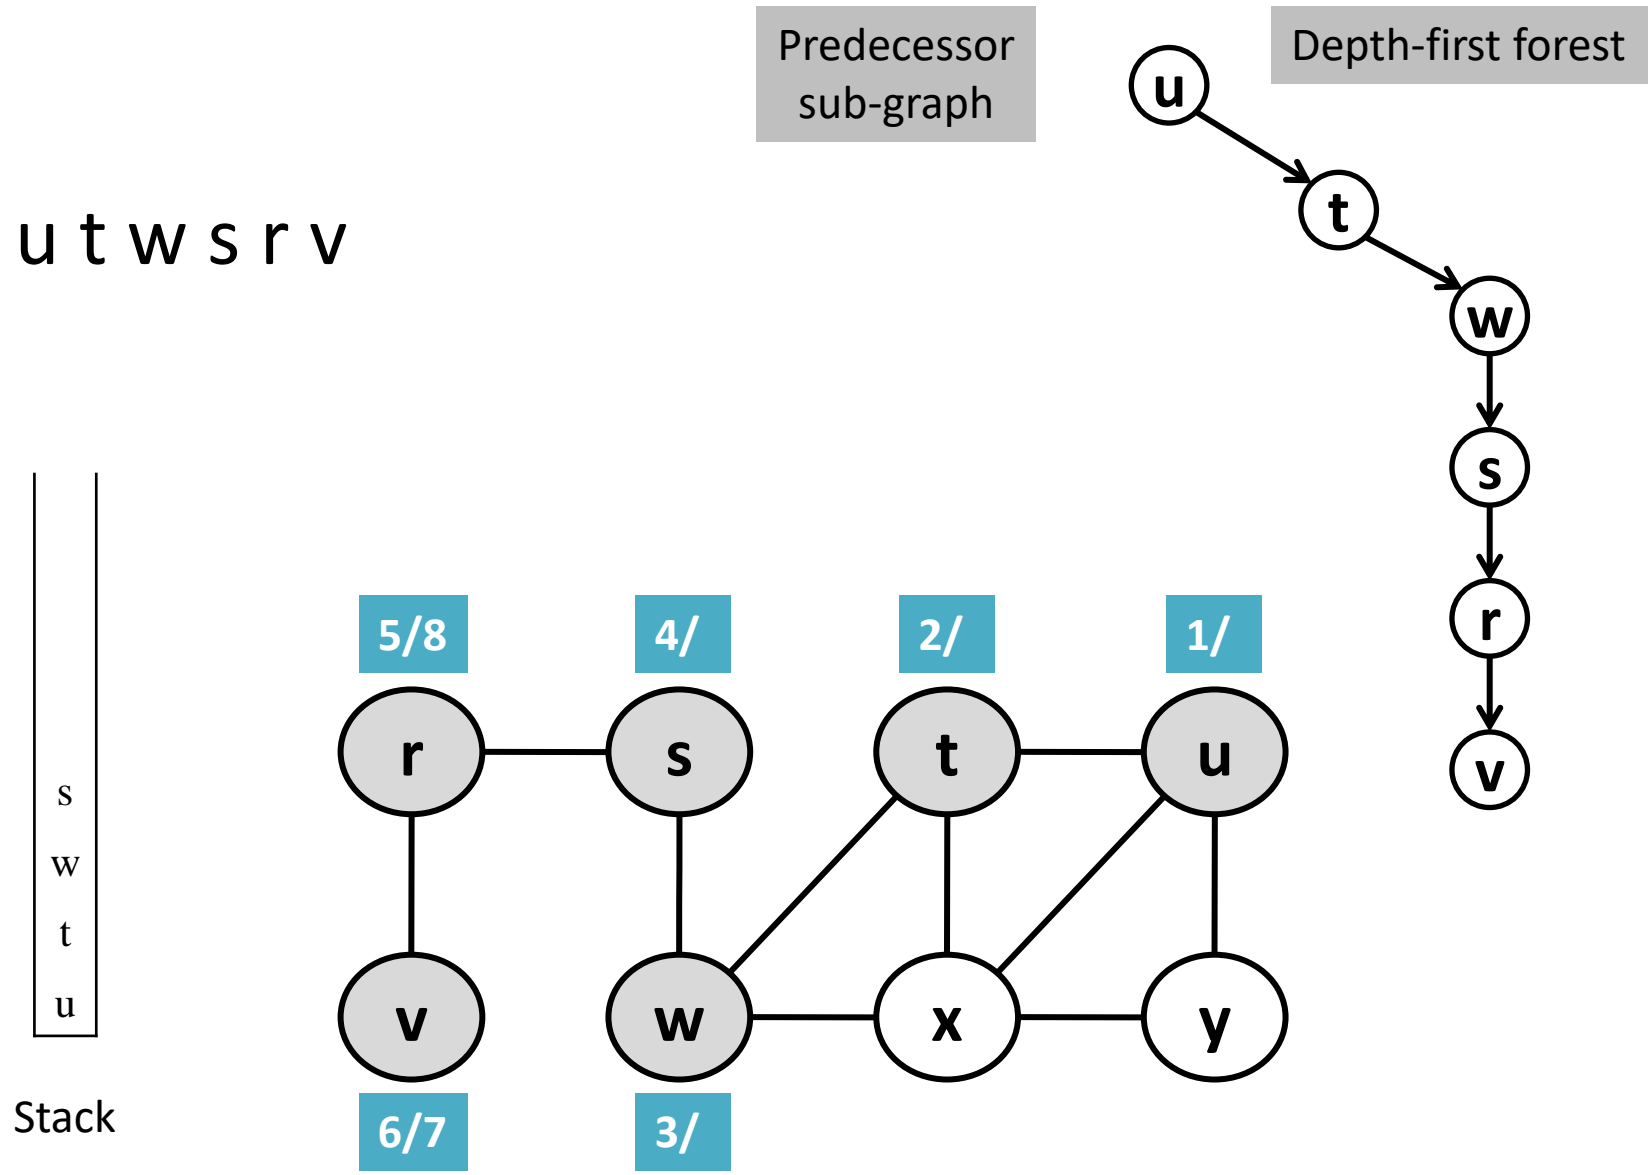 Predecessor
sub-graph
Depth-first forest
u
t
w
s
r
v
u t w s r v
s
w
t
u
Stack
5/8
4/
2/
1/
r
s
t
u
v
w
x
y
6/7
3/